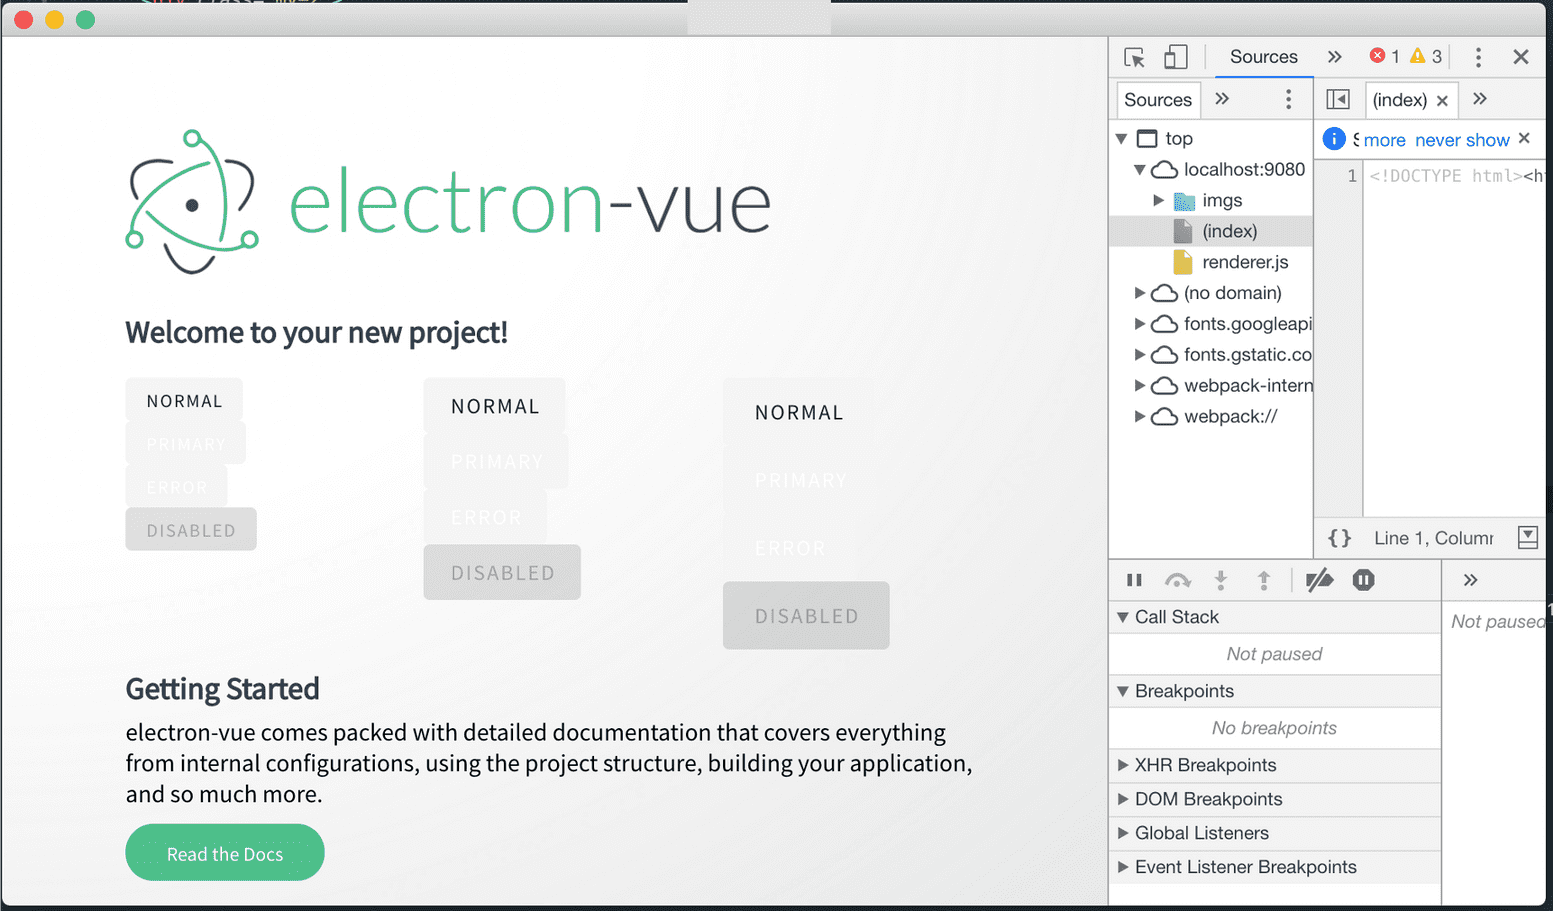 electron-vue
Welcome to your new project!
NORMAL
PRIMARY
ERROR
DISABLED
NORMAL
PRIMARY
ERROR
DISABLED
NORMAL
PRIMARY
ERROR
DISABLED
Getting Started
electron-vue comes packed with detailed documentation that covers everything
from internal configurations, using the project structure, building your application,
and so much more.
Read the Docs
Sources » 1 3
Sources »
(index) × »
top
localhost:9080
imgs
(index)
renderer.js
(no domain)
fonts.googleapi
fonts.gstatic.co
webpack-intern
webpack://
more never show ×
1 <!DOCTYPE html><h
{} Line 1, Column
»
Call Stack
Not paused
Breakpoints
No breakpoints
XHR Breakpoints
DOM Breakpoints
Global Listeners
Event Listener Breakpoints
Not paused